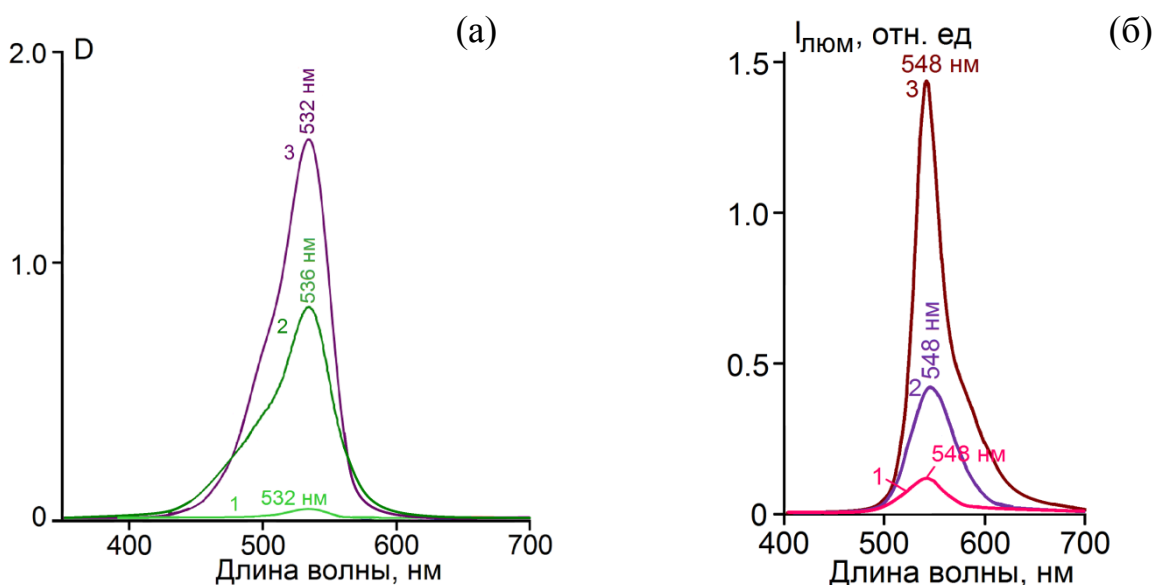 (а)
D
2.0
1.0
0
532 нм
3
536 нм
2
1
532 нм
400
500
600
700
Длина волны, нм
(б)
Iлюм, отн. ед
1.5
1.0
0.5
0
548 нм
3
548 нм
2
1
548 нм
400
500
600
700
Длина волны, нм